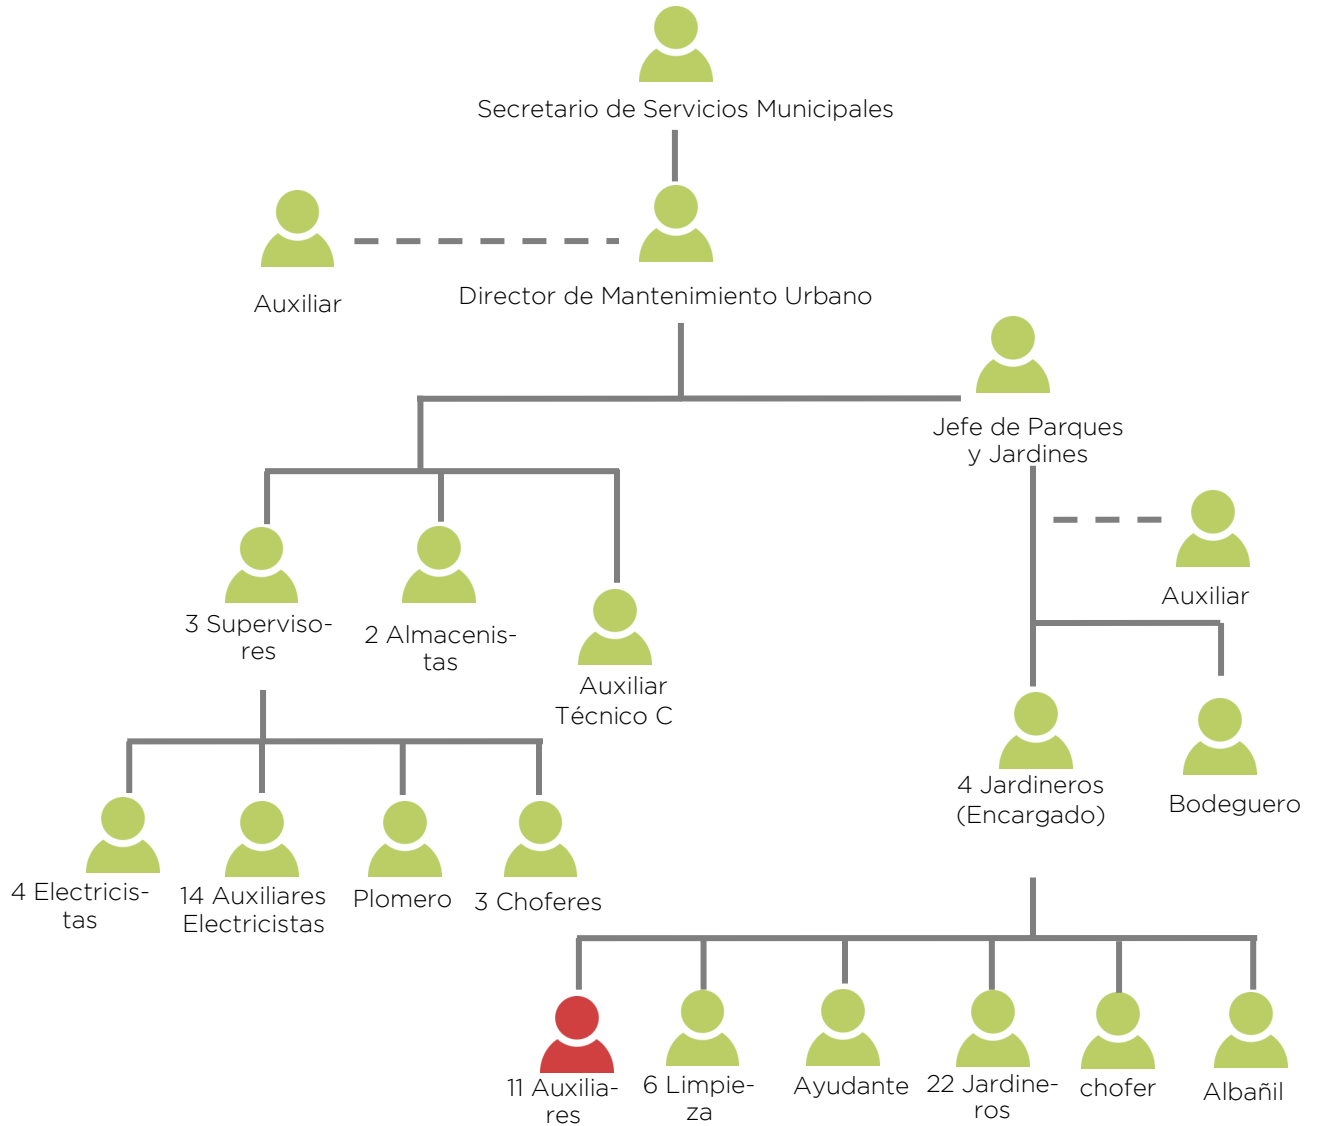 Secretario de Servicios Municipales
Auxiliar
Director de Mantenimiento Urbano
Jefe de Parques
y Jardines
Auxiliar
3 Superviso-
res
2 Almacenis-
tas
Auxiliar
Técnico C
4 Jardineros
(Encargado)
Bodeguero
4 Electricis-
tas
14 Auxiliares
Electricistas
Plomero
3 Choferes
11 Auxilia-
res
6 Limpie-
za
Ayudante
22 Jardine-
ros
chofer
Albañil